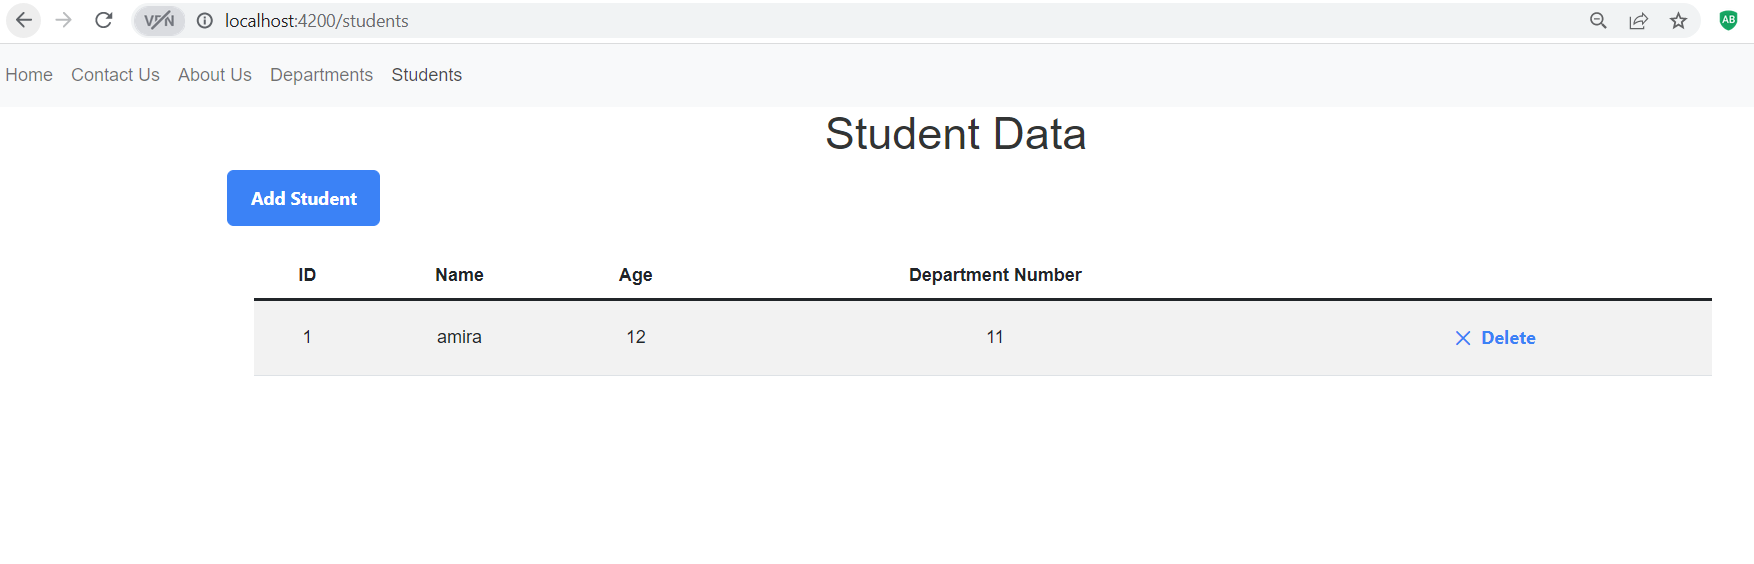 VPN localhost:4200/students AB
Home Contact Us About Us Departments Students
Student Data
Add Student
ID Name Age Department Number
1 amira 12 11 Delete